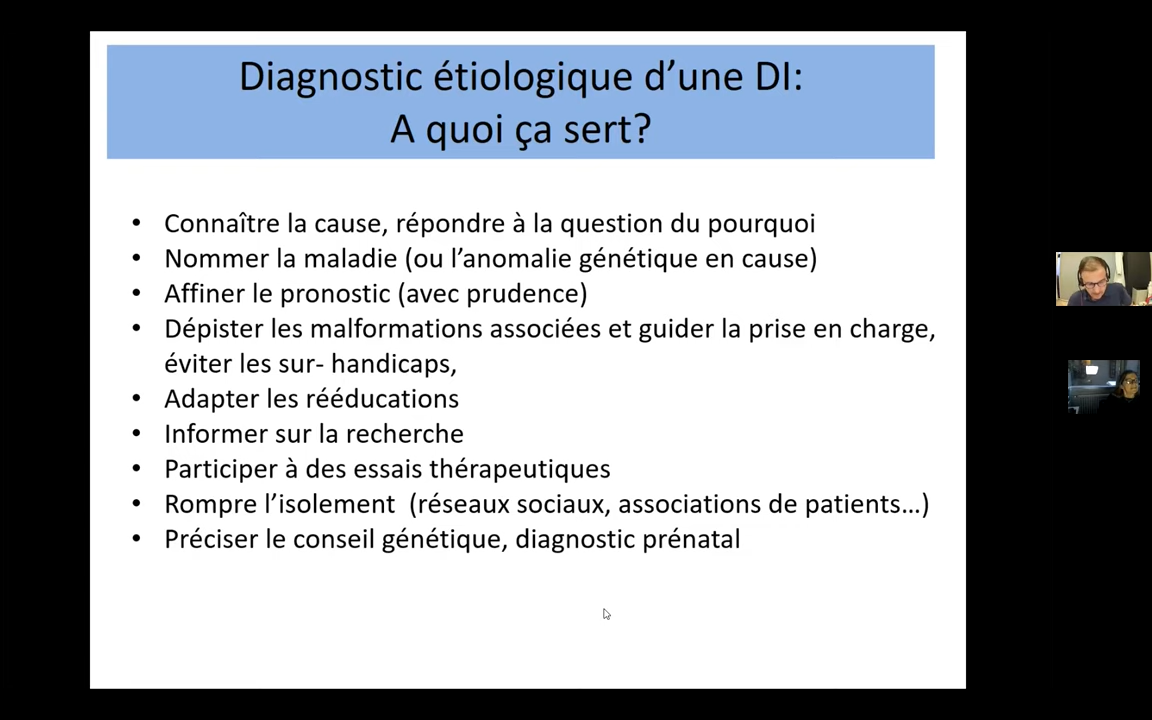 Diagnostic étiologique d’une DI:
A quoi ça sert?
• Connaître la cause, répondre à la question du pourquoi
• Nommer la maladie (ou l’anomalie génétique en cause)
• Affiner le pronostic (avec prudence)
• Dépister les malformations associées et guider la prise en charge,
éviter les sur- handicaps,
• Adapter les rééducations
• Informer sur la recherche
• Participer à des essais thérapeutiques
• Rompre l’isolement  (réseaux sociaux, associations de patients…)
• Préciser le conseil génétique, diagnostic prénatal